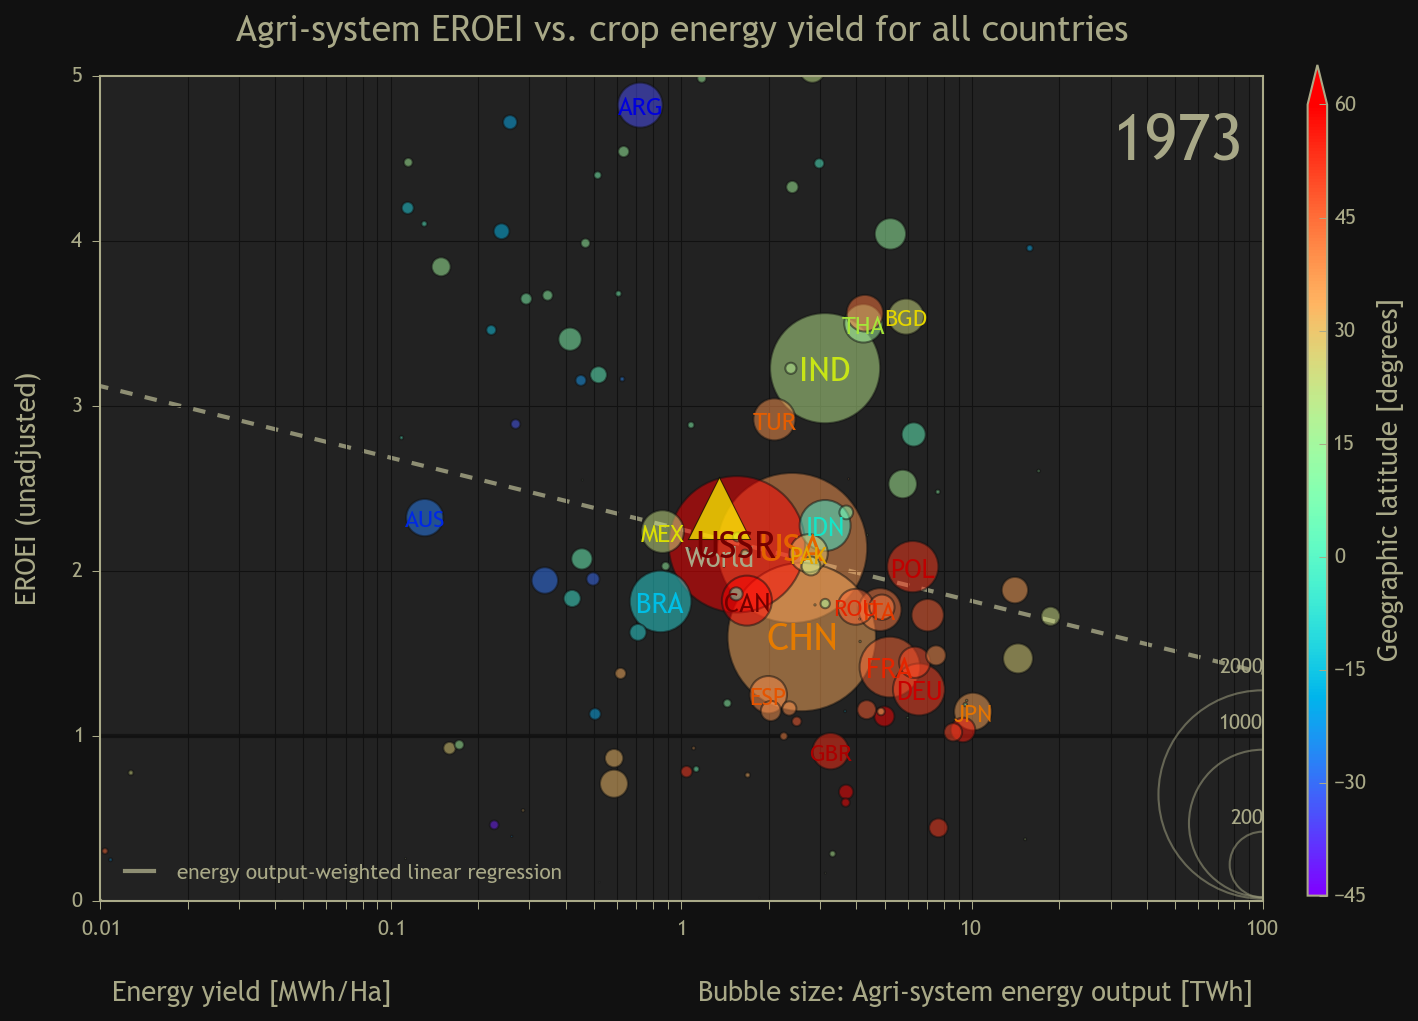 Agri-system EROEI vs. crop energy yield for all countries
1973
EROEI (unadjusted)
5
4
3
2
1
0
ARG
THA
BGD
IND
TUR
AUS
MEX
IDN
USSR
PAK
World
POL
BRA
CAN
ROU
ITA
CHN
FRA
DEU
ESP
JPN
GBR
2000
1000
200
energy output-weighted linear regression
0.01
0.1
1
10
100
Energy yield [MWh/Ha]
Bubble size: Agri-system energy output [TWh]
60
45
30
15
0
−15
−30
−45
Geographic latitude [degrees]